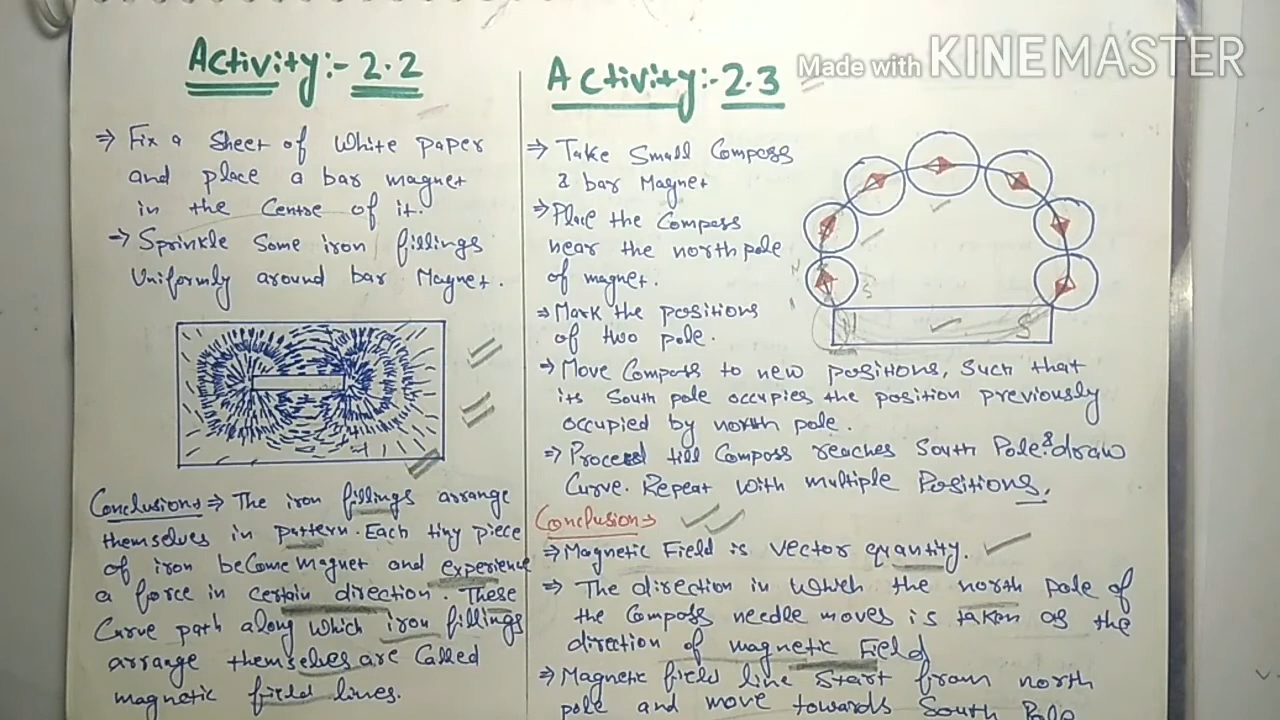 Made with KINEMASTER
Activity:- 2.2
⇒ Fix a sheet of white paper
and place a bar magnet
in the Centre of it.
→ Sprinkle Some iron fillings
Uniformly around bar Magnet.
Conclusion ⇒ The iron fillings arrange
themselves in pattern. Each tiny piece
of iron become magnet and experience
a force in certain direction. These
Curve path along which iron fillings
arrange themselves are Called
magnetic field lines.
Activity:- 2.3
⇒ Take Small Compass
& bar Magnet
⇒ Place the Compass
near the north pole
of magnet.
⇒ Mark the positions
of two pole.
⇒ Move Compass to new positions, Such that
its South pole occupies the position previously
occupied by north pole.
⇒ Proceed till Compass reaches South Pole & draw
Curve. Repeat with multiple Positions.
S
Conclusion ⇒
⇒ Magnetic Field is vector quantity.
⇒ The direction in which the north pole of
the Compass needle moves is taken as the
direction of magnetic Field
⇒ Magnetic field line Start from north
pole and move towards South Pole